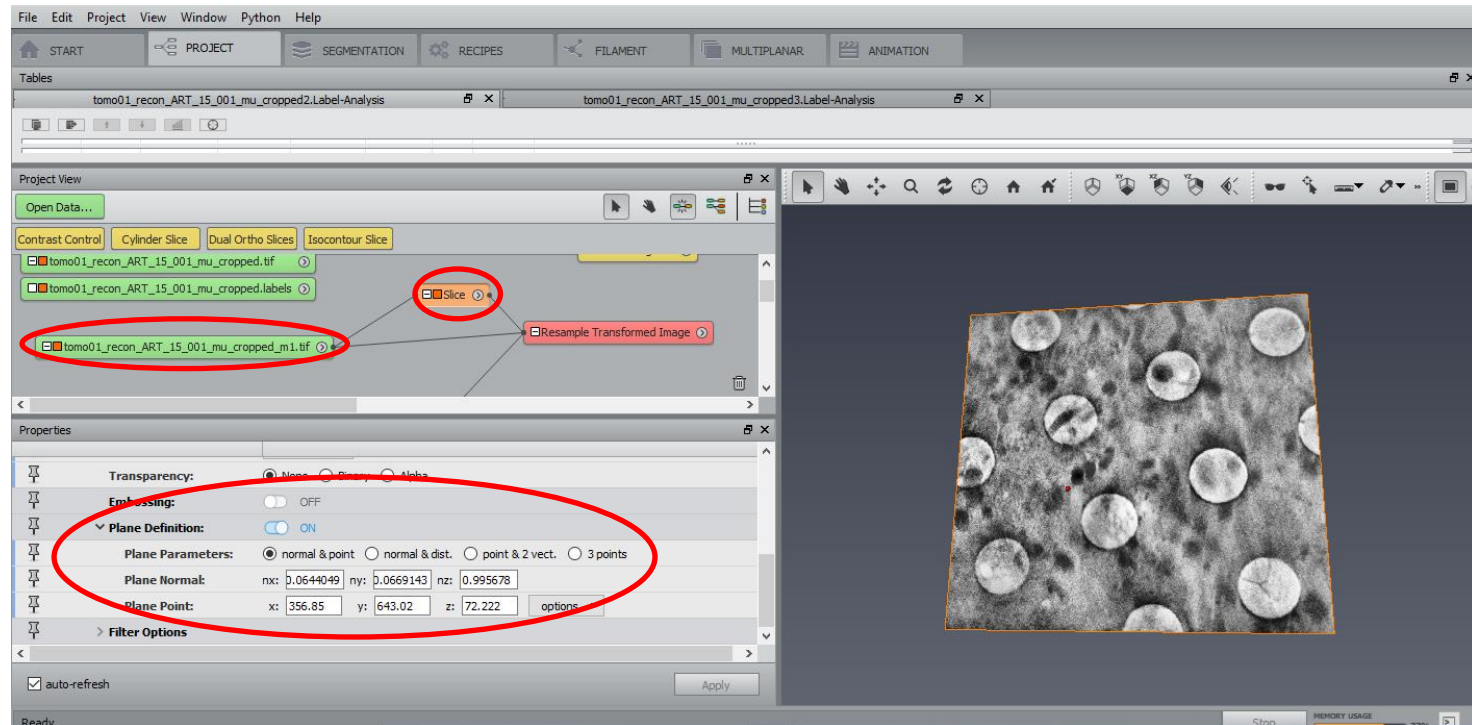 File Edit Project View Window Python Help
START PROJECT SEGMENTATION RECIPES FILAMENT MULTIPLANAR ANIMATION
Tables
tomo01_recon_ART_15_001_mu_cropped2.Label-Analysis tomo01_recon_ART_15_001_mu_cropped3.Label-Analysis
Project View
Open Data...
Contrast Control Cylinder Slice Dual Ortho Slices Isocontour Slice
tomo01_recon_ART_15_001_mu_cropped.tif
tomo01_recon_ART_15_001_mu_cropped.labels
Slice
Resample Transformed Image
tomo01_recon_ART_15_001_mu_cropped_m1.tif
Properties
Transparency: None Binary Alpha
Embossing: OFF
Plane Definition: ON
Plane Parameters: normal & point normal & dist. point & 2 vect. 3 points
Plane Normal: nx: 0.0644049 ny: 0.0669143 nz: 0.995678
Plane Point: x: 356.85 y: 643.02 z: 72.222 options
Filter Options
auto-refresh Apply
Ready Stop MEMORY USAGE